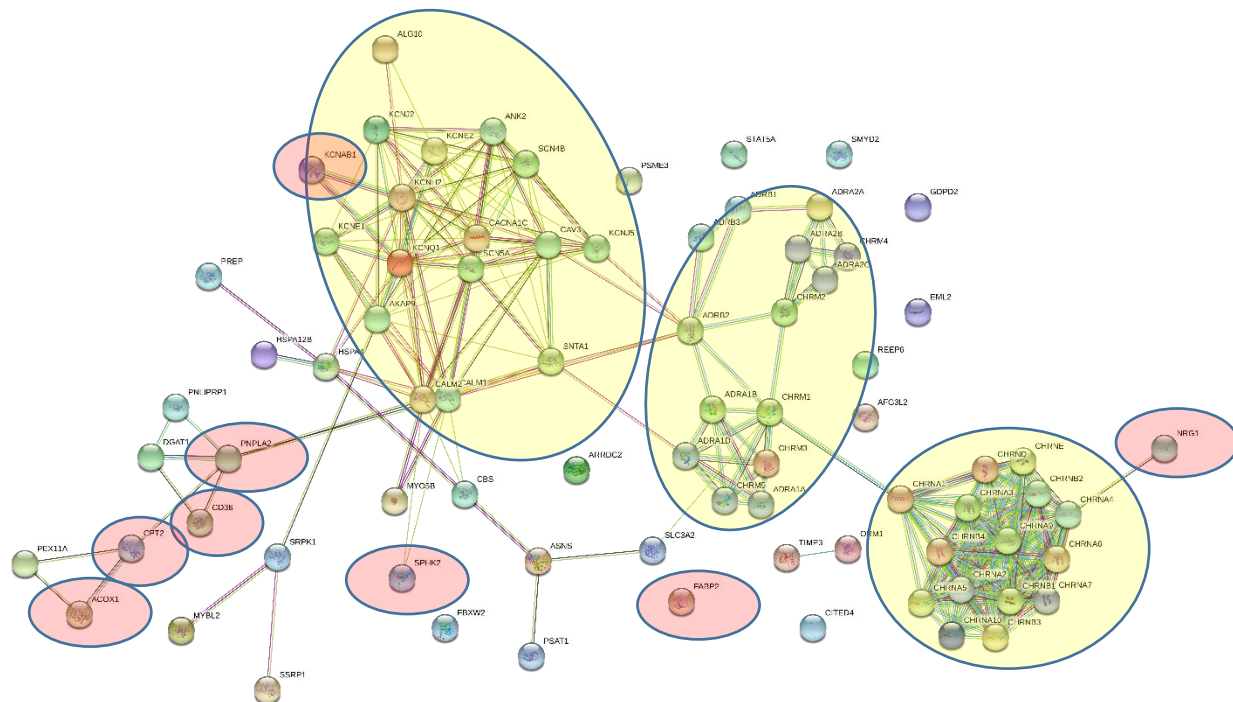 ALG10
KCNJ2
ANK2
KCNE2
SCN4B
STAT5A
SMYD2
KCNAB1
PSME3
KCNH2
ADRB1
ADRA2A
GDPD2
CACNA1C
CAV3
KCNJ5
ADRB3
ADRA2B
CHRM4
KCNE1
KCNQ1
SCN5A
ADRA2C
PREP
AKAP9
CHRM2
EML2
ADRB2
HSPA12B
HSPA4
SNTA1
REEP6
CALM2
CALM1
PNLIPRP1
ADRA1B
CHRM1
AFG3L2
DGAT1
PNPLA2
ADRA1D
CHRM3
NRG1
ARRDC2
CHRND
CHRNE
MYO5B
CBS
CHRM5
ADRA1A
CHRNA1
CHRNA3
CHRNB2
CHRNA4
CD36
CHRNA9
CPT2
SRPK1
SLC3A2
TIMP3
ORM1
CHRNB4
CHRNA6
PEX11A
ASNS
SPHK2
CHRNA2
CHRNA7
ACOX1
FABP2
CHRNA5
CHRNB1
MYBL2
FBXW2
CITED4
CHRNA10
CHRNB3
PSAT1
SSRP1